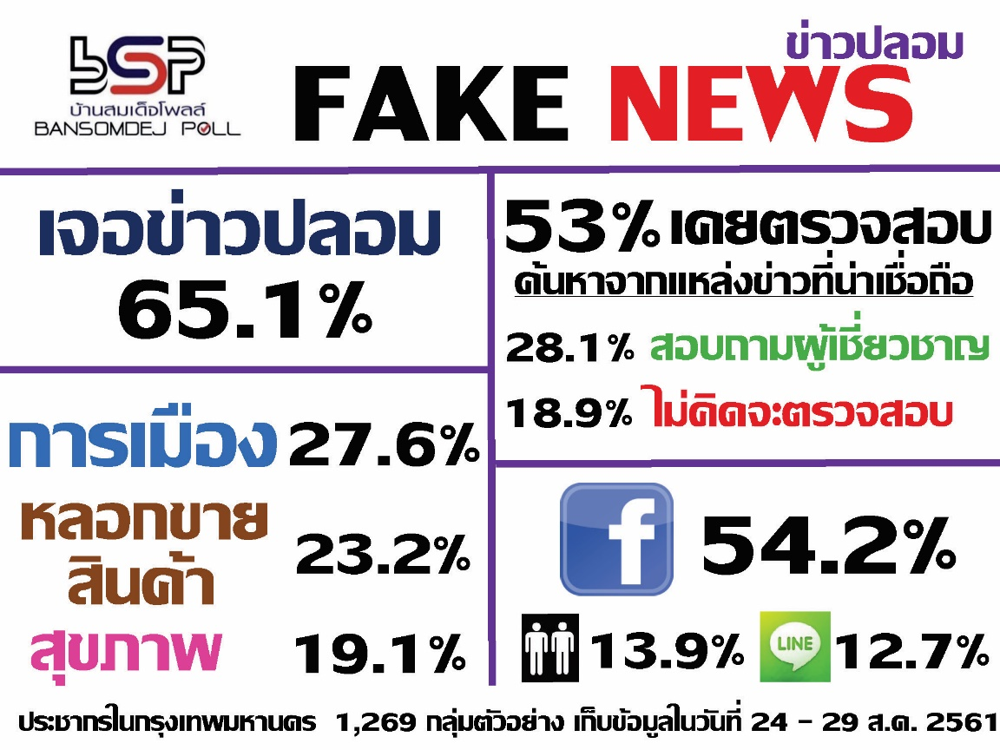 bSP
บ้านสมเด็จโพลล์
BANSOMDEJ POLL
ข่าวปลอม
FAKE NEWS
เจอข่าวปลอม
65.1%
การเมือง 27.6%
หลอกขาย
สินค้า
23.2%
สุขภาพ 19.1%
53% เคยตรวจสอบ
ค้นหาจากแหล่งข่าวที่น่าเชื่อถือ
28.1% สอบถามผู้เชี่ยวชาญ
18.9% ไม่คิดจะตรวจสอบ
f 54.2%
13.9% LINE 12.7%
ประชากรในกรุงเทพมหานคร 1,269 กลุ่มตัวอย่าง เก็บข้อมูลในวันที่ 24 - 29 ส.ค. 2561